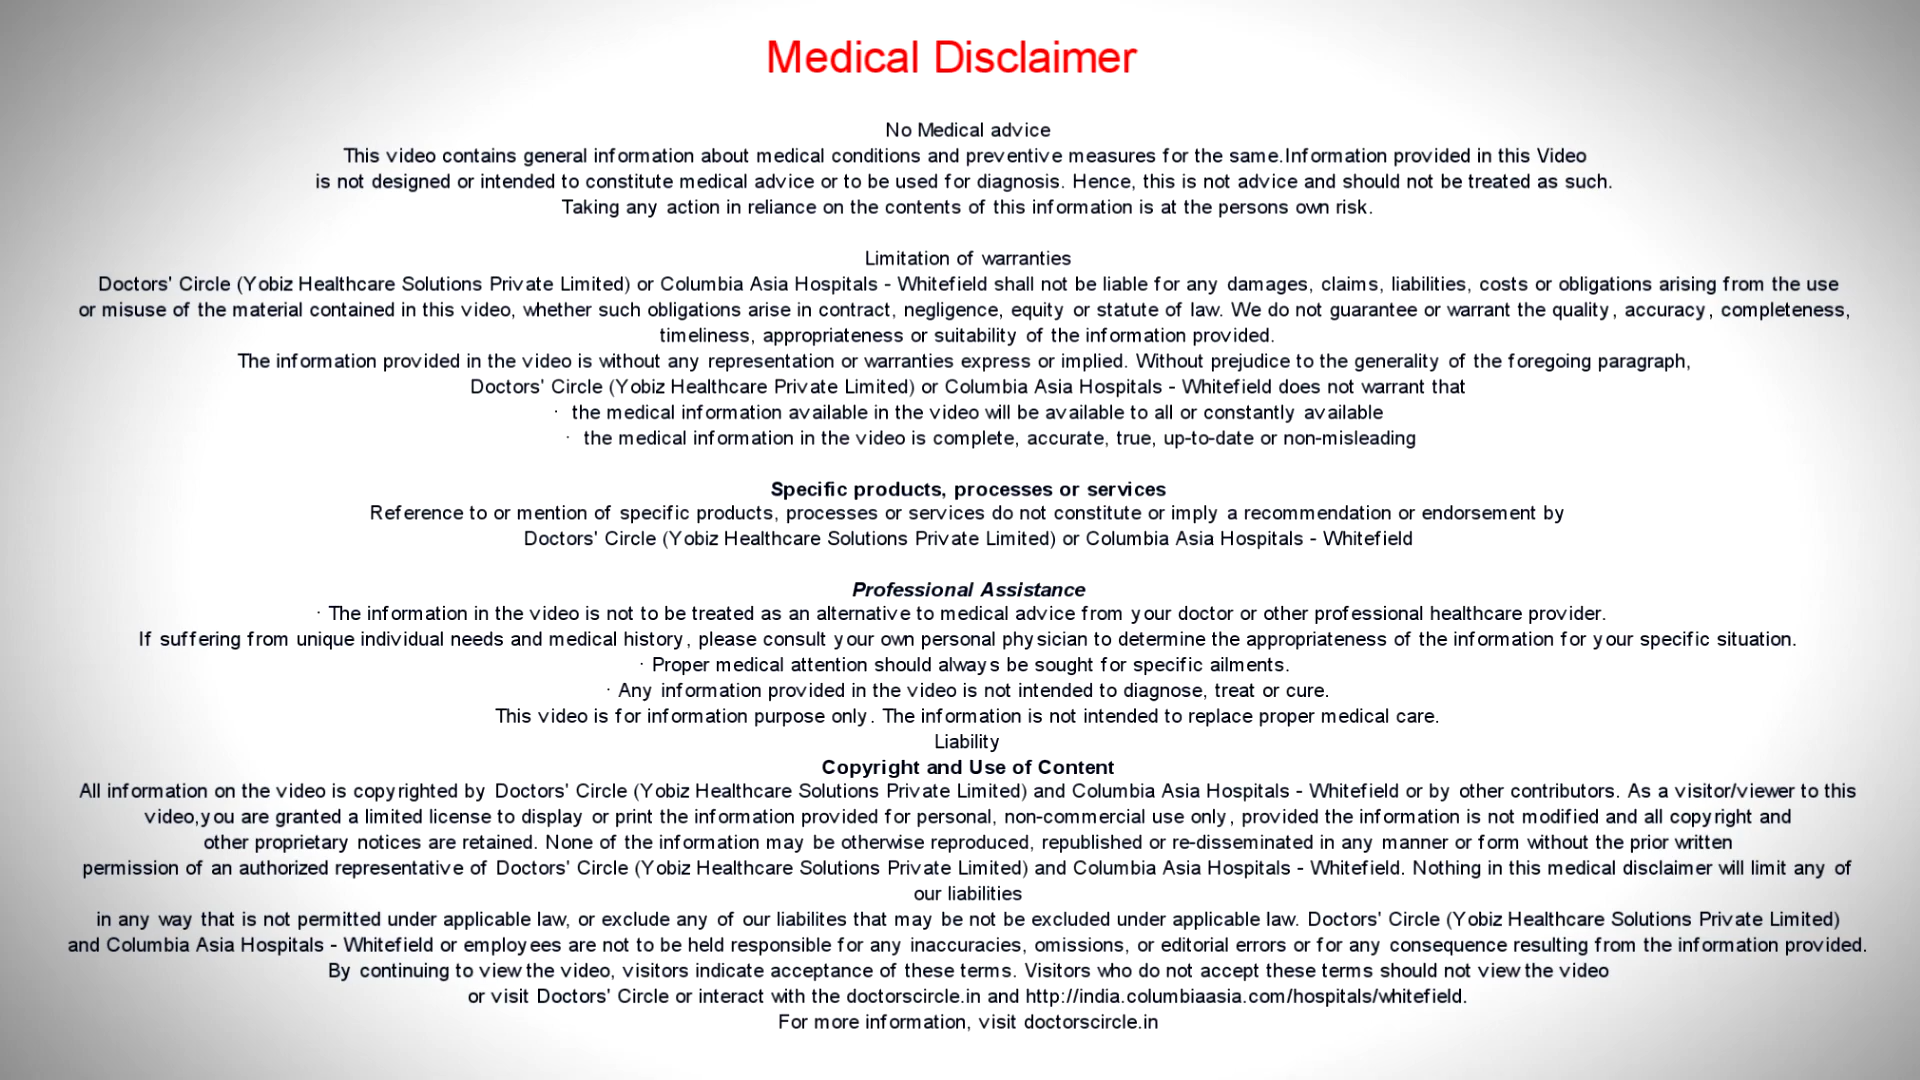 Medical Disclaimer
No Medical advice
This video contains general information about medical conditions and preventive measures for the same.Information provided in this Video
is not designed or intended to constitute medical advice or to be used for diagnosis. Hence, this is not advice and should not be treated as such.
Taking any action in reliance on the contents of this information is at the persons own risk.
Limitation of warranties
Doctors' Circle (Yobiz Healthcare Solutions Private Limited) or Columbia Asia Hospitals - Whitefield shall not be liable for any damages, claims, liabilities, costs or obligations arising from the use
or misuse of the material contained in this video, whether such obligations arise in contract, negligence, equity or statute of law. We do not guarantee or warrant the quality, accuracy, completeness,
timeliness, appropriateness or suitability of the information provided.
The information provided in the video is without any representation or warranties express or implied. Without prejudice to the generality of the foregoing paragraph,
Doctors' Circle (Yobiz Healthcare Private Limited) or Columbia Asia Hospitals - Whitefield does not warrant that
· the medical information available in the video will be available to all or constantly available
· the medical information in the video is complete, accurate, true, up-to-date or non-misleading
Specific products, processes or services
Reference to or mention of specific products, processes or services do not constitute or imply a recommendation or endorsement by
Doctors' Circle (Yobiz Healthcare Solutions Private Limited) or Columbia Asia Hospitals - Whitefield
Professional Assistance
· The information in the video is not to be treated as an alternative to medical advice from your doctor or other professional healthcare provider.
If suffering from unique individual needs and medical history, please consult your own personal physician to determine the appropriateness of the information for your specific situation.
· Proper medical attention should always be sought for specific ailments.
· Any information provided in the video is not intended to diagnose, treat or cure.
This video is for information purpose only. The information is not intended to replace proper medical care.
Liability
Copyright and Use of Content
All information on the video is copyrighted by Doctors' Circle (Yobiz Healthcare Solutions Private Limited) and Columbia Asia Hospitals - Whitefield or by other contributors. As a visitor/viewer to this
video,you are granted a limited license to display or print the information provided for personal, non-commercial use only, provided the information is not modified and all copyright and
other proprietary notices are retained. None of the information may be otherwise reproduced, republished or re-disseminated in any manner or form without the prior written
permission of an authorized representative of Doctors' Circle (Yobiz Healthcare Solutions Private Limited) and Columbia Asia Hospitals - Whitefield. Nothing in this medical disclaimer will limit any of
our liabilities
in any way that is not permitted under applicable law, or exclude any of our liabilites that may be not be excluded under applicable law. Doctors' Circle (Yobiz Healthcare Solutions Private Limited)
and Columbia Asia Hospitals - Whitefield or employees are not to be held responsible for any inaccuracies, omissions, or editorial errors or for any consequence resulting from the information provided.
By continuing to view the video, visitors indicate acceptance of these terms. Visitors who do not accept these terms should not view the video
or visit Doctors' Circle or interact with the doctorscircle.in and http://india.columbiaasia.com/hospitals/whitefield.
For more information, visit doctorscircle.in